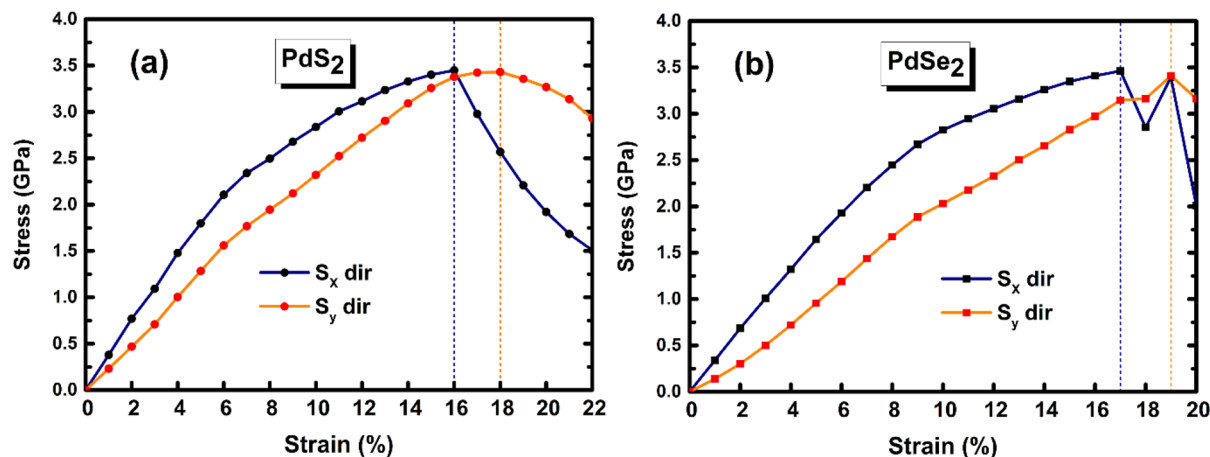 (a)
PdS2
Stress (GPa)
4.0
3.5
3.0
2.5
2.0
1.5
1.0
0.5
0.0
Sx dir
Sy dir
0 2 4 6 8 10 12 14 16 18 20 22
Strain (%)
(b)
PdSe2
Stress (GPa)
4.0
3.5
3.0
2.5
2.0
1.5
1.0
0.5
0.0
Sx dir
Sy dir
0 2 4 6 8 10 12 14 16 18 20
Strain (%)